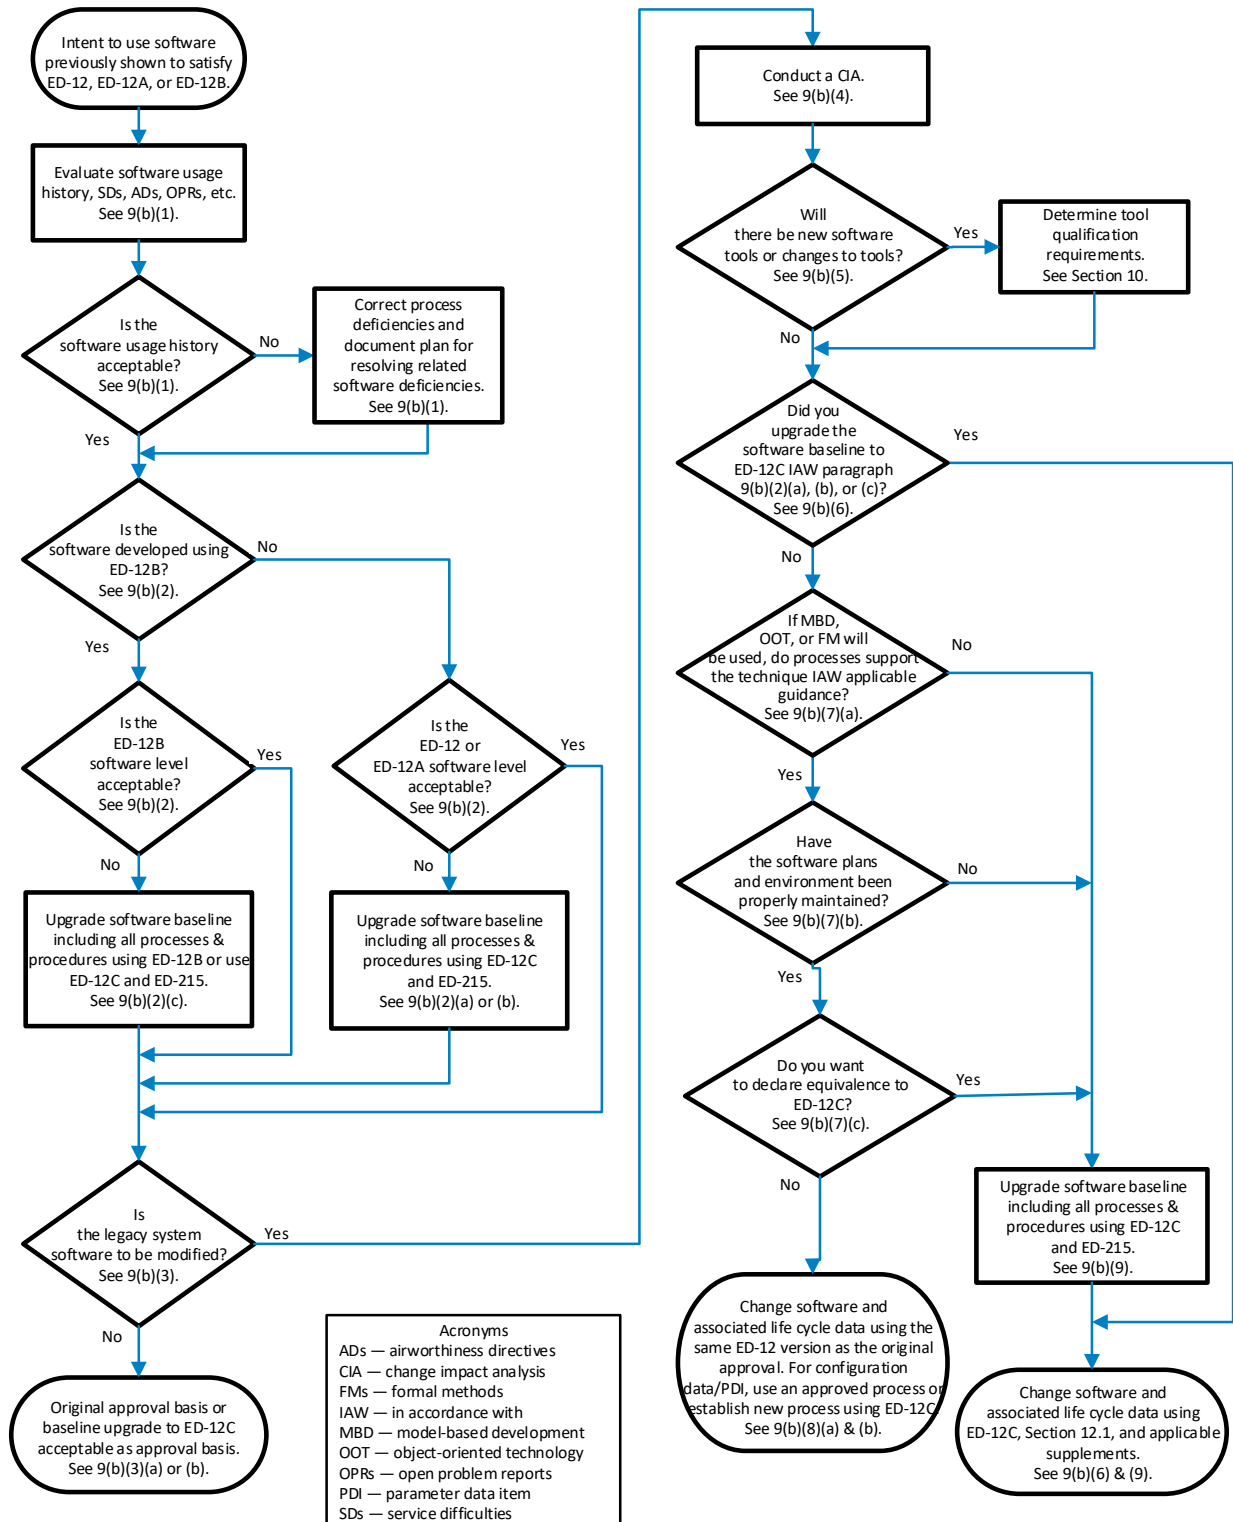 Intent to use software
previously shown to satisfy
ED-12, ED-12A, or ED-12B.
Evaluate software usage
history, SDs, ADs, OPRs, etc.
See 9(b)(1).
Is the
software usage history
acceptable?
See 9(b)(1).
No
Correct process
deficiencies and
document plan for
resolving related
software deficiencies.
See 9(b)(1).
Yes
Is the
software developed using
ED-12B?
See 9(b)(2).
No
Yes
Is the
ED-12B
software level
acceptable?
See 9(b)(2).
Yes
No
Is the
ED-12 or
ED-12A software level
acceptable?
See 9(b)(2).
Yes
No
Upgrade software baseline
including all processes &
procedures using ED-12B or use
ED-12C and ED-215.
See 9(b)(2)(c).
Upgrade software baseline
including all processes &
procedures using ED-12C
and ED-215.
See 9(b)(2)(a) or (b).
Is
the legacy system
software to be modified?
See 9(b)(3).
Yes
No
Original approval basis or
baseline upgrade to ED-12C
acceptable as approval basis.
See 9(b)(3)(a) or (b).
Acronyms
ADs — airworthiness directives
CIA — change impact analysis
FMs — formal methods
IAW — in accordance with
MBD — model-based development
OOT — object-oriented technology
OPRs — open problem reports
PDI — parameter data item
SDs — service difficulties
Conduct a CIA.
See 9(b)(4).
Will
there be new software
tools or changes to tools?
See 9(b)(5).
Yes
Determine tool
qualification
requirements.
See Section 10.
No
Did you
upgrade the
software baseline to
ED-12C IAW paragraph
9(b)(2)(a), (b), or (c)?
See 9(b)(6).
Yes
No
If MBD,
OOT, or FM will
be used, do processes support
the technique IAW applicable
guidance?
See 9(b)(7)(a).
No
Yes
Have
the software plans
and environment been
properly maintained?
See 9(b)(7)(b).
No
Yes
Do you want
to declare equivalence to
ED-12C?
See 9(b)(7)(c).
Yes
No
Upgrade software baseline
including all processes &
procedures using ED-12C
and ED-215.
See 9(b)(9).
Change software and
associated life cycle data using the
same ED-12 version as the original
approval. For configuration
data/PDI, use an approved process or
establish new process using ED-12C.
See 9(b)(8)(a) & (b).
Change software and
associated life cycle data using
ED-12C, Section 12.1, and applicable
supplements.
See 9(b)(6) & (9).